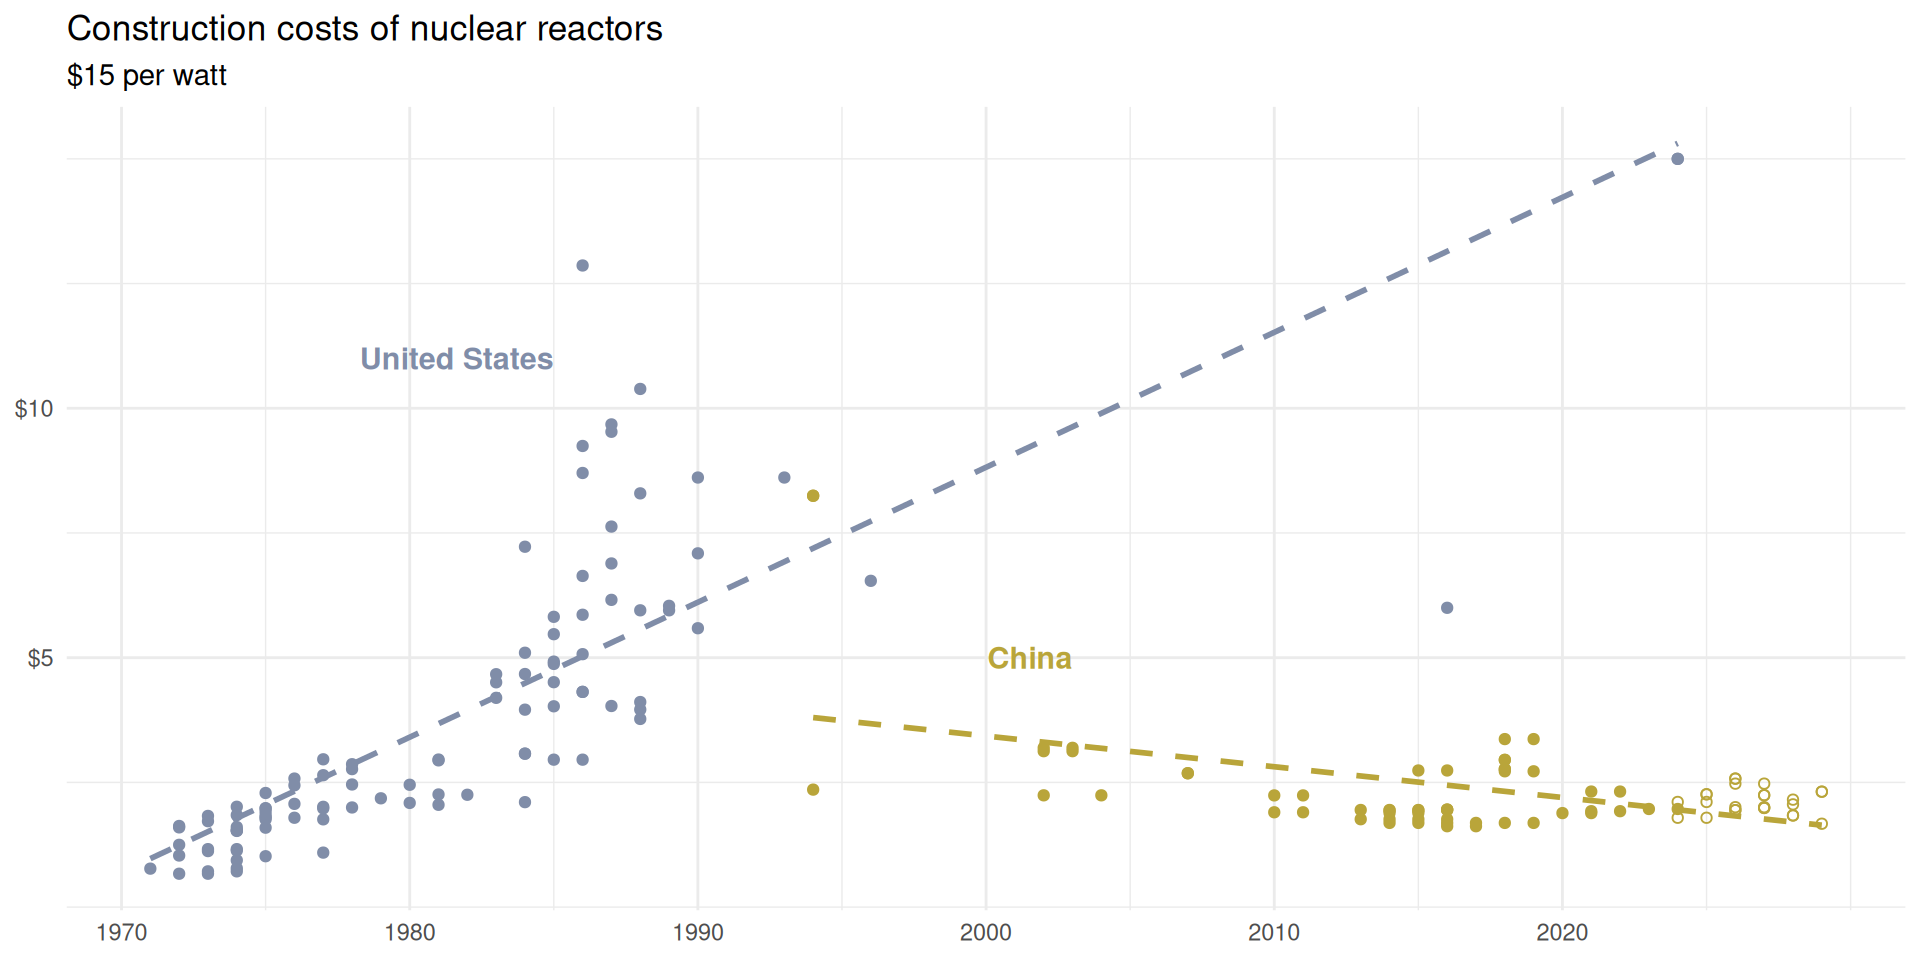 Construction costs of nuclear reactors
$15 per watt
United States
$10
China
$5
1970 1980 1990 2000 2010 2020